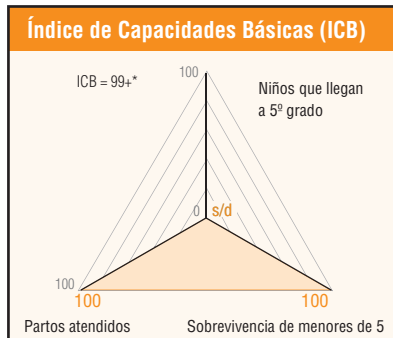 Índice de Capacidades Básicas (ICB)
ICB = 99+*
100
Niños que llegan
a 5º grado
0 s/d
100
100
100
Partos atendidos
Sobrevivencia de menores de 5